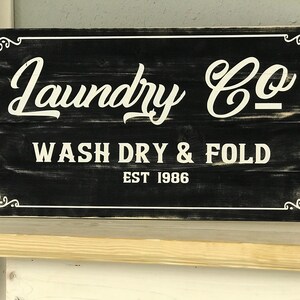 Laundry Co
WASH DRY & FOLD
EST 1986